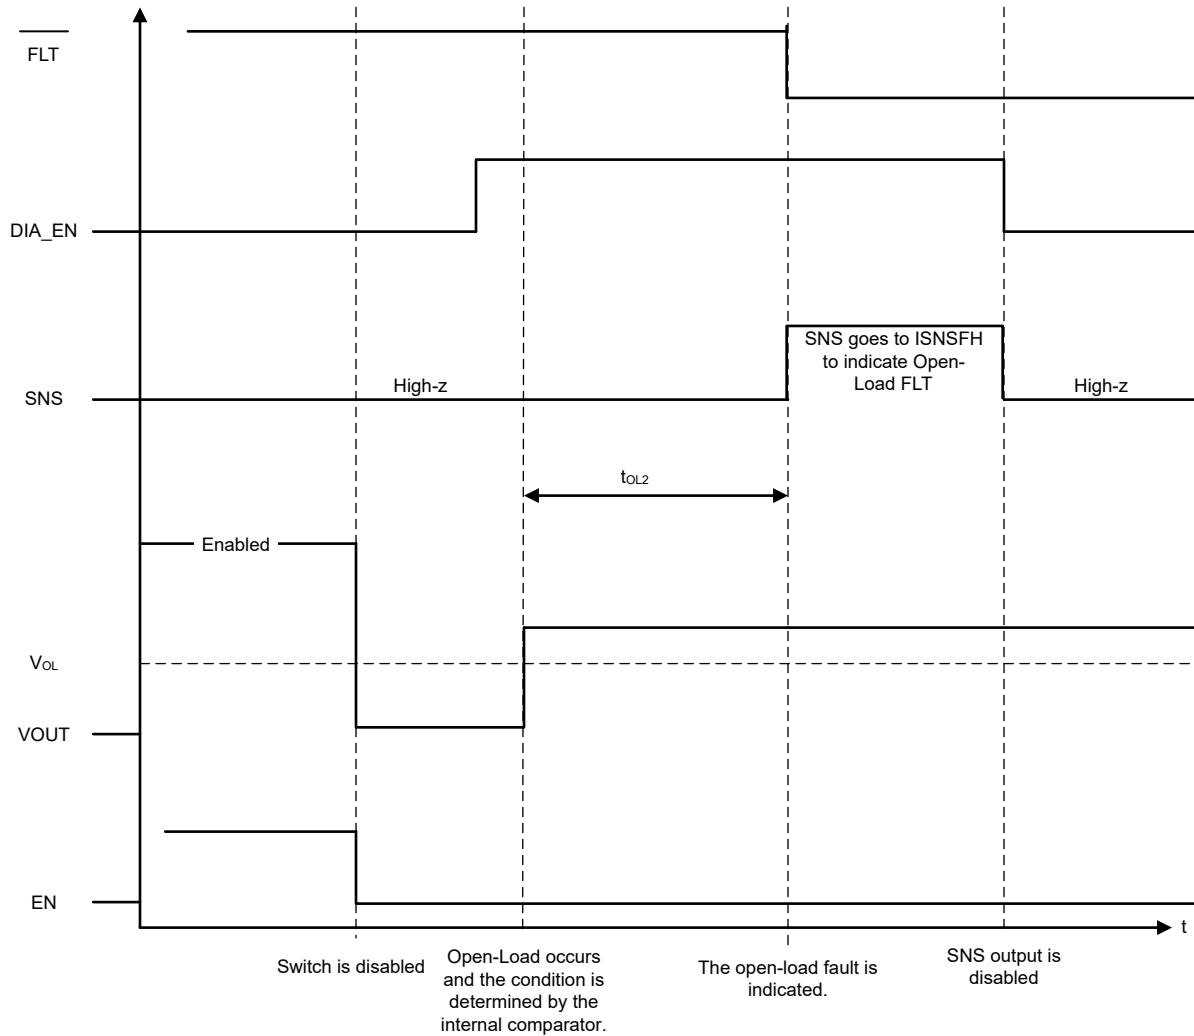 FLT
DIA_EN
SNS
High-z
SNS goes to ISNSFH
to indicate Open-
Load FLT
High-z
tOL2
Enabled
VOL
VOUT
EN
t
Switch is disabled
Open-Load occurs
and the condition is
determined by the
internal comparator.
The open-load fault is
indicated.
SNS output is
disabled